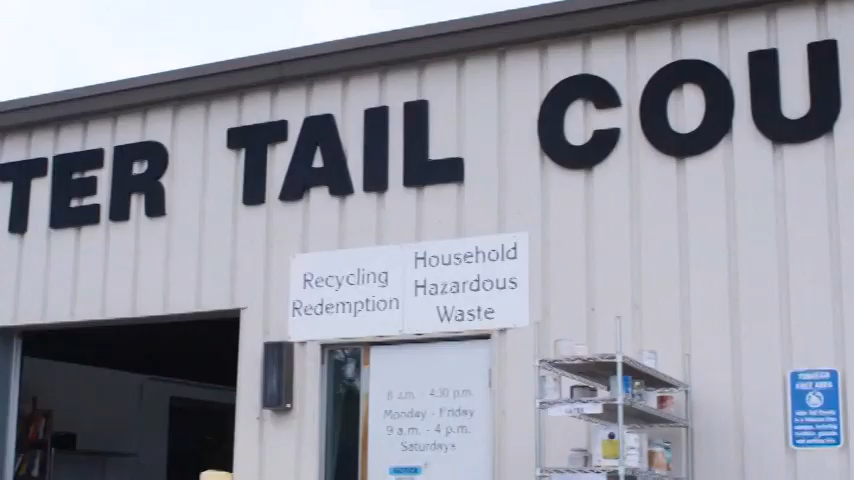 TER TAIL COU
Recycling
Redemption
Household
Hazardous
Waste
8 a.m. - 4:30 p.m.
Monday - Friday
9 a.m. - 4 p.m.
Saturdays
NOTICE
TOBACCO
FREE AREA